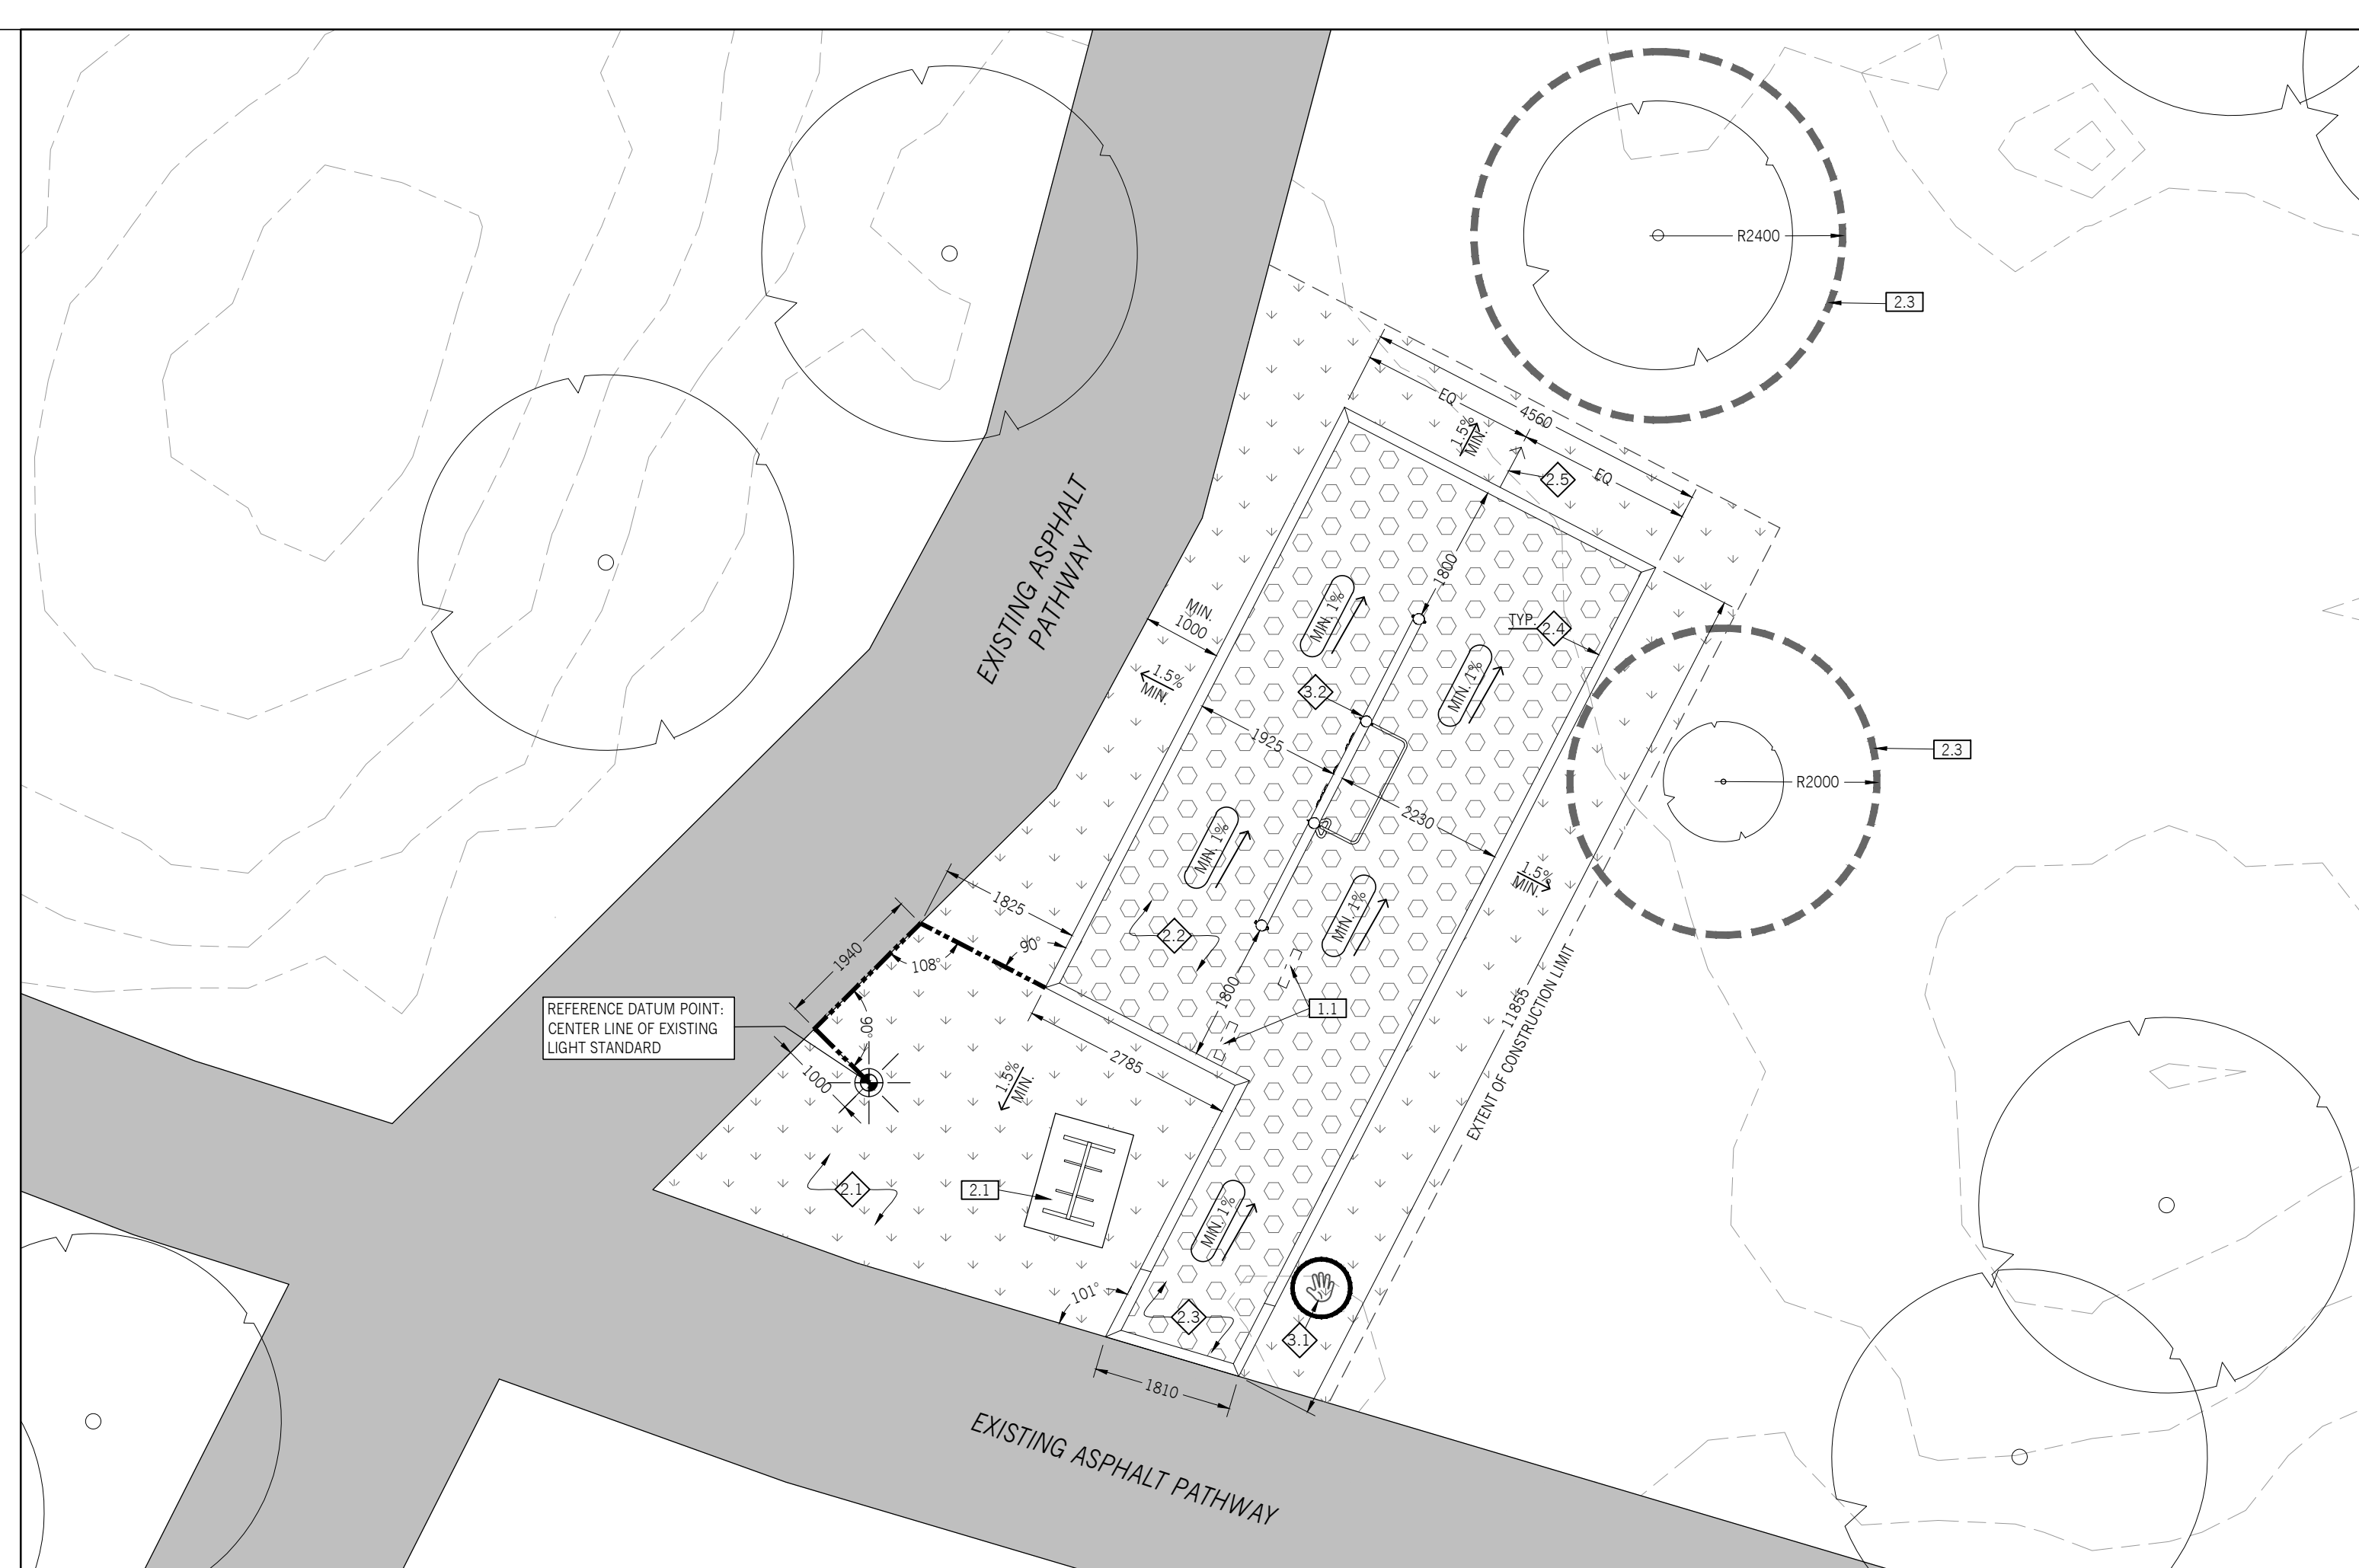 R2400
2.3
EQ
4560
1.5%
MIN.
2.5
EQ
EXISTING ASPHALT
PATHWAY
1800
MIN. 1%
MIN.
1000
TYP.
2.4
1.5%
MIN.
3.2
MIN. 1%
1925
2.3
R2000
2230
MIN. 1%
1.5%
MIN.
1825
MIN. 1%
2.2
90°
1940
108°
1800
1.1
11855
EXTENT OF CONSTRUCTION LIMIT
REFERENCE DATUM POINT:
CENTER LINE OF EXISTING
LIGHT STANDARD
90°
2785
1000
1.5%
MIN.
2.1
2.1
MIN. 1%
101°
2.3
3.1
1810
EXISTING ASPHALT PATHWAY